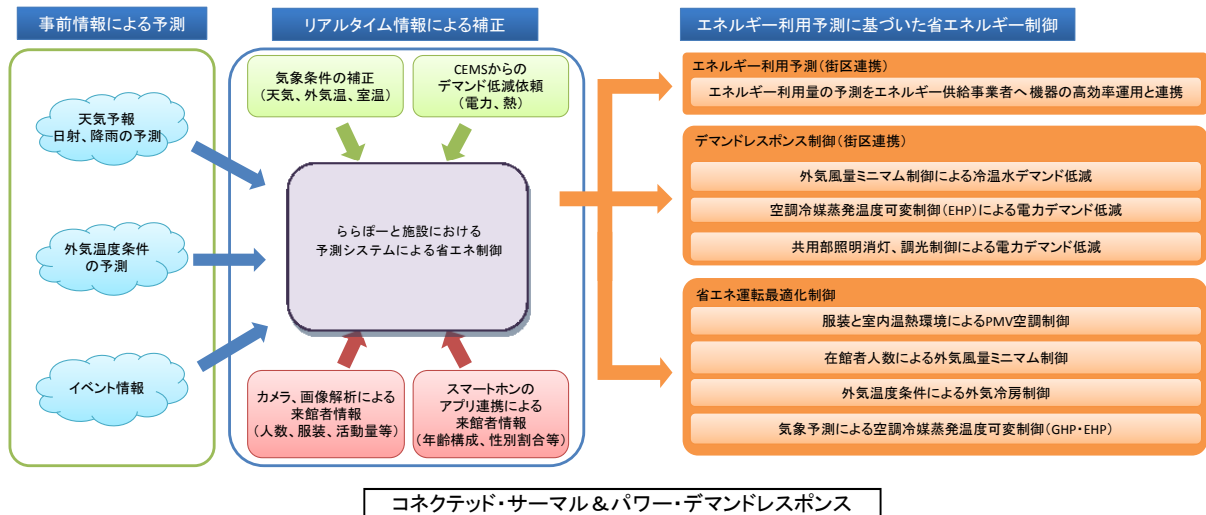 事前情報による予測
リアルタイム情報による補正
エネルギー利用予測に基づいた省エネルギー制御
天気予報
日射、降雨の予測
外気温度条件
の予測
イベント情報
気象条件の補正
(天気、外気温、室温)
CEMSからの
デマンド低減依頼
(電力、熱)
ららぽーと施設における
予測システムによる省エネ制御
カメラ、画像解析による
来館者情報
(人数、服装、活動量等)
スマートホンの
アプリ連携による
来館者情報
(年齢構成、性別割合等)
エネルギー利用予測(街区連携)
エネルギー利用量の予測をエネルギー供給事業者へ機器の高効率運用と連携
デマンドレスポンス制御(街区連携)
外気風量ミニマム制御による冷温水デマンド低減
空調冷媒蒸発温度可変制御(EHP)による電力デマンド低減
共用部照明消灯、調光制御による電力デマンド低減
省エネ運転最適化制御
服装と室内温熱環境によるPMV空調制御
在館者人数による外気風量ミニマム制御
外気温度条件による外気冷房制御
気象予測による空調冷媒蒸発温度可変制御(GHP・EHP)
コネクテッド・サーマル&パワー・デマンドレスポンス